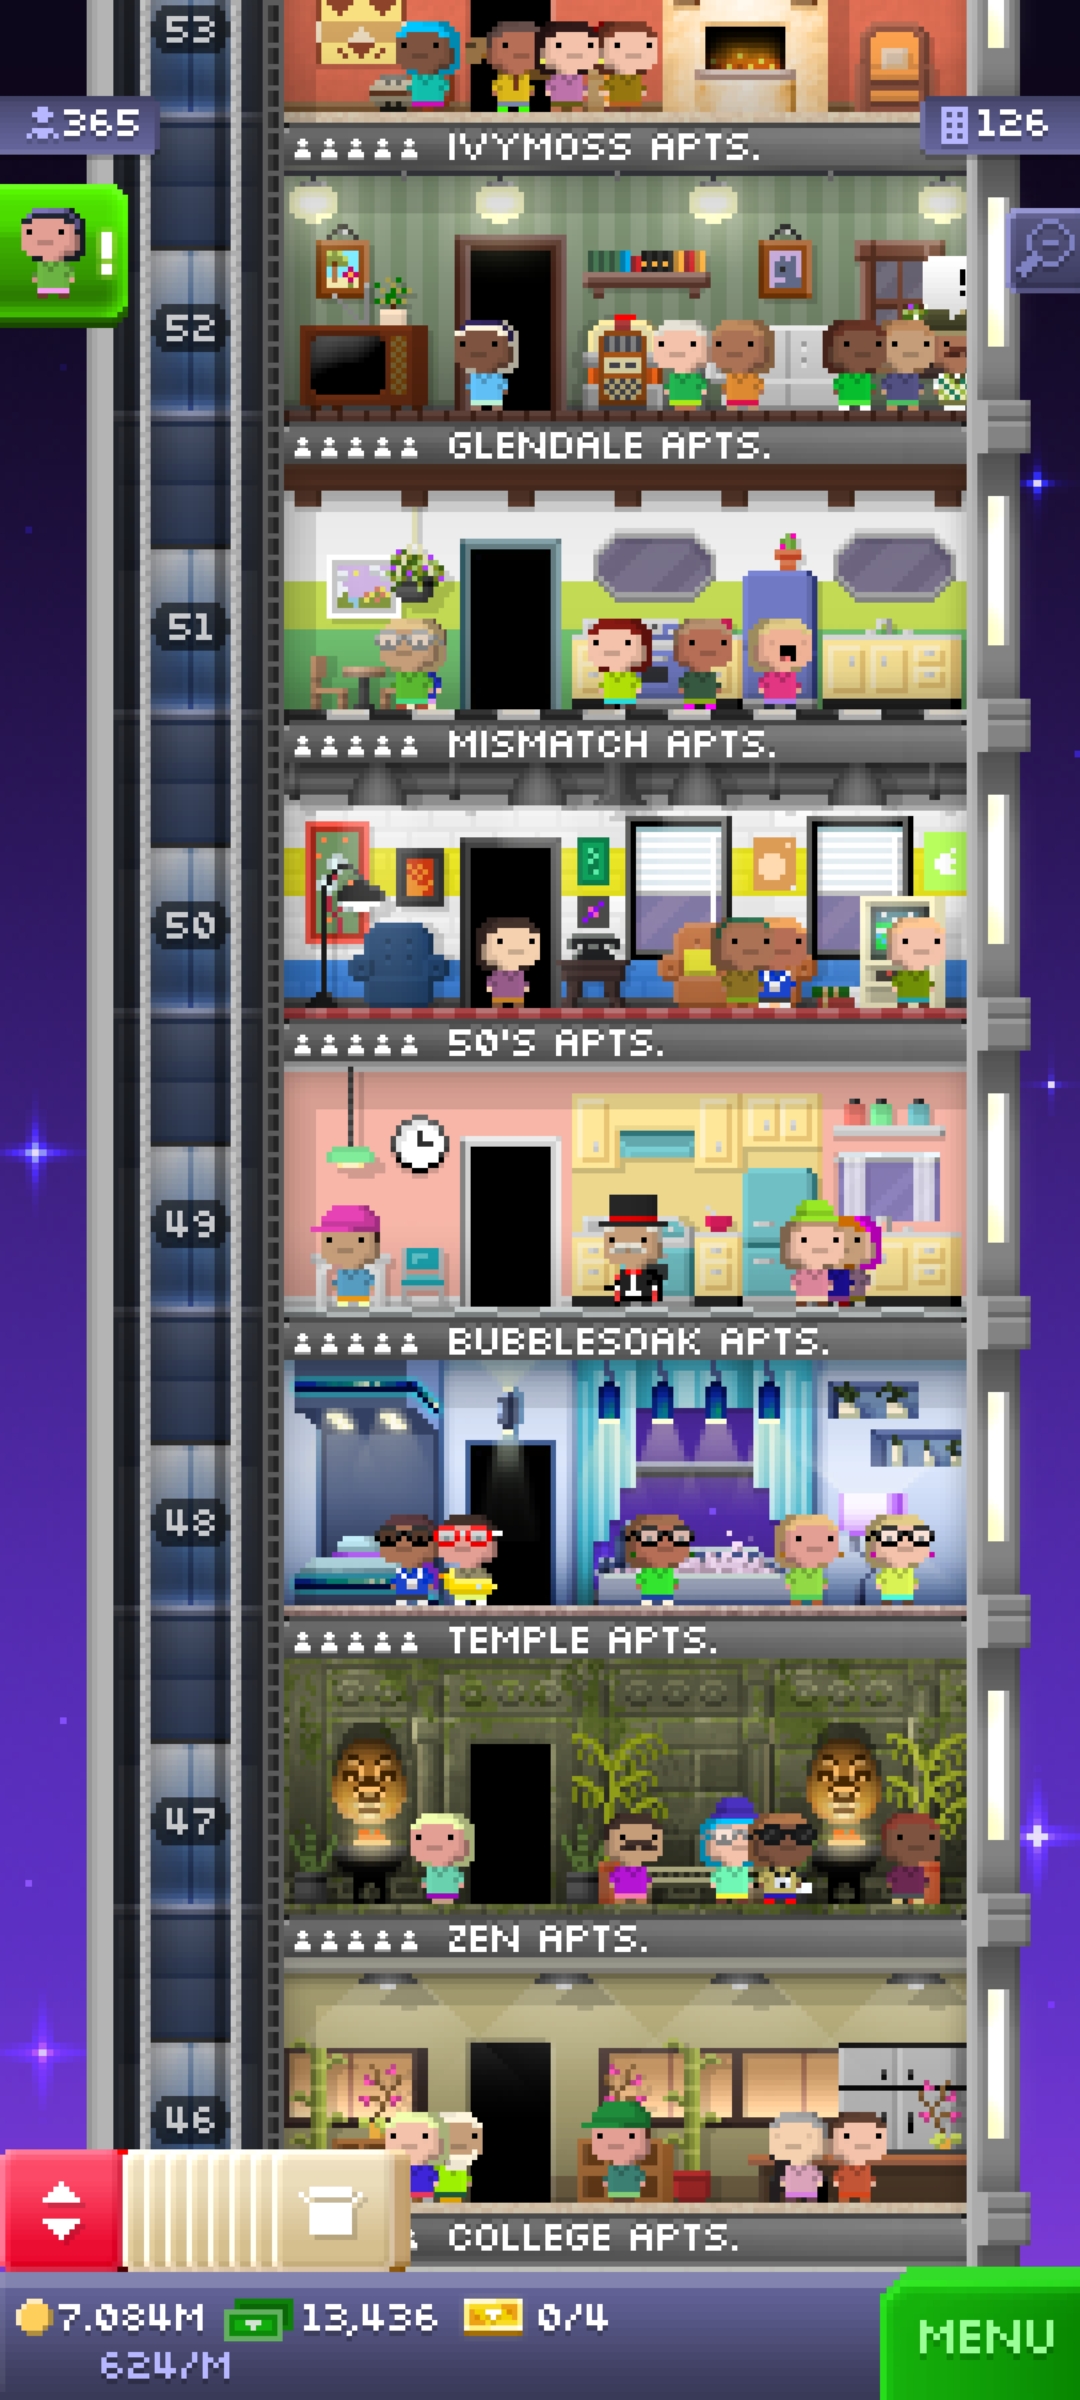 53
365
126
IVYMOSS APTS.
!
!
52
GLENDALE APTS.
51
MISMATCH APTS.
50
50'S APTS.
49
BUBBLESOAK APTS.
48
TEMPLE APTS.
47
ZEN APTS.
46
COLLEGE APTS.
7.084M 13,436 0/4
624/M
MENU